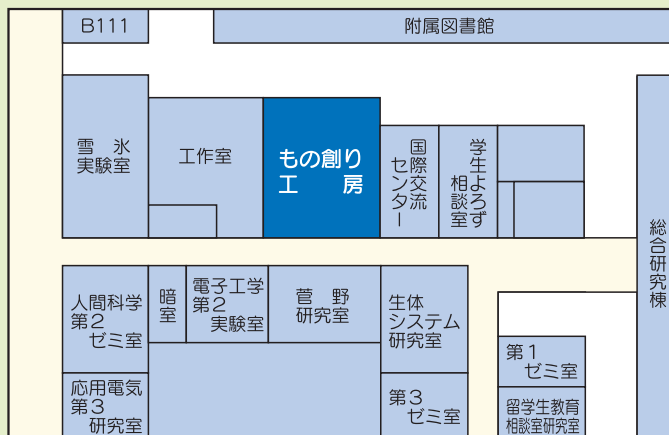 B111
附属図書館
雪 氷
実験室
工作室
もの創り
工 房
国際交流
センター
学生よろず
相談室
総合研究棟
人間科学
第2
ゼミ室
暗
室
電子工学
第2
実験室
菅 野
研究室
生体
システム
研究室
第1
ゼミ室
応用電気
第3
研究室
第3
ゼミ室
留学生教育
相談室研究室